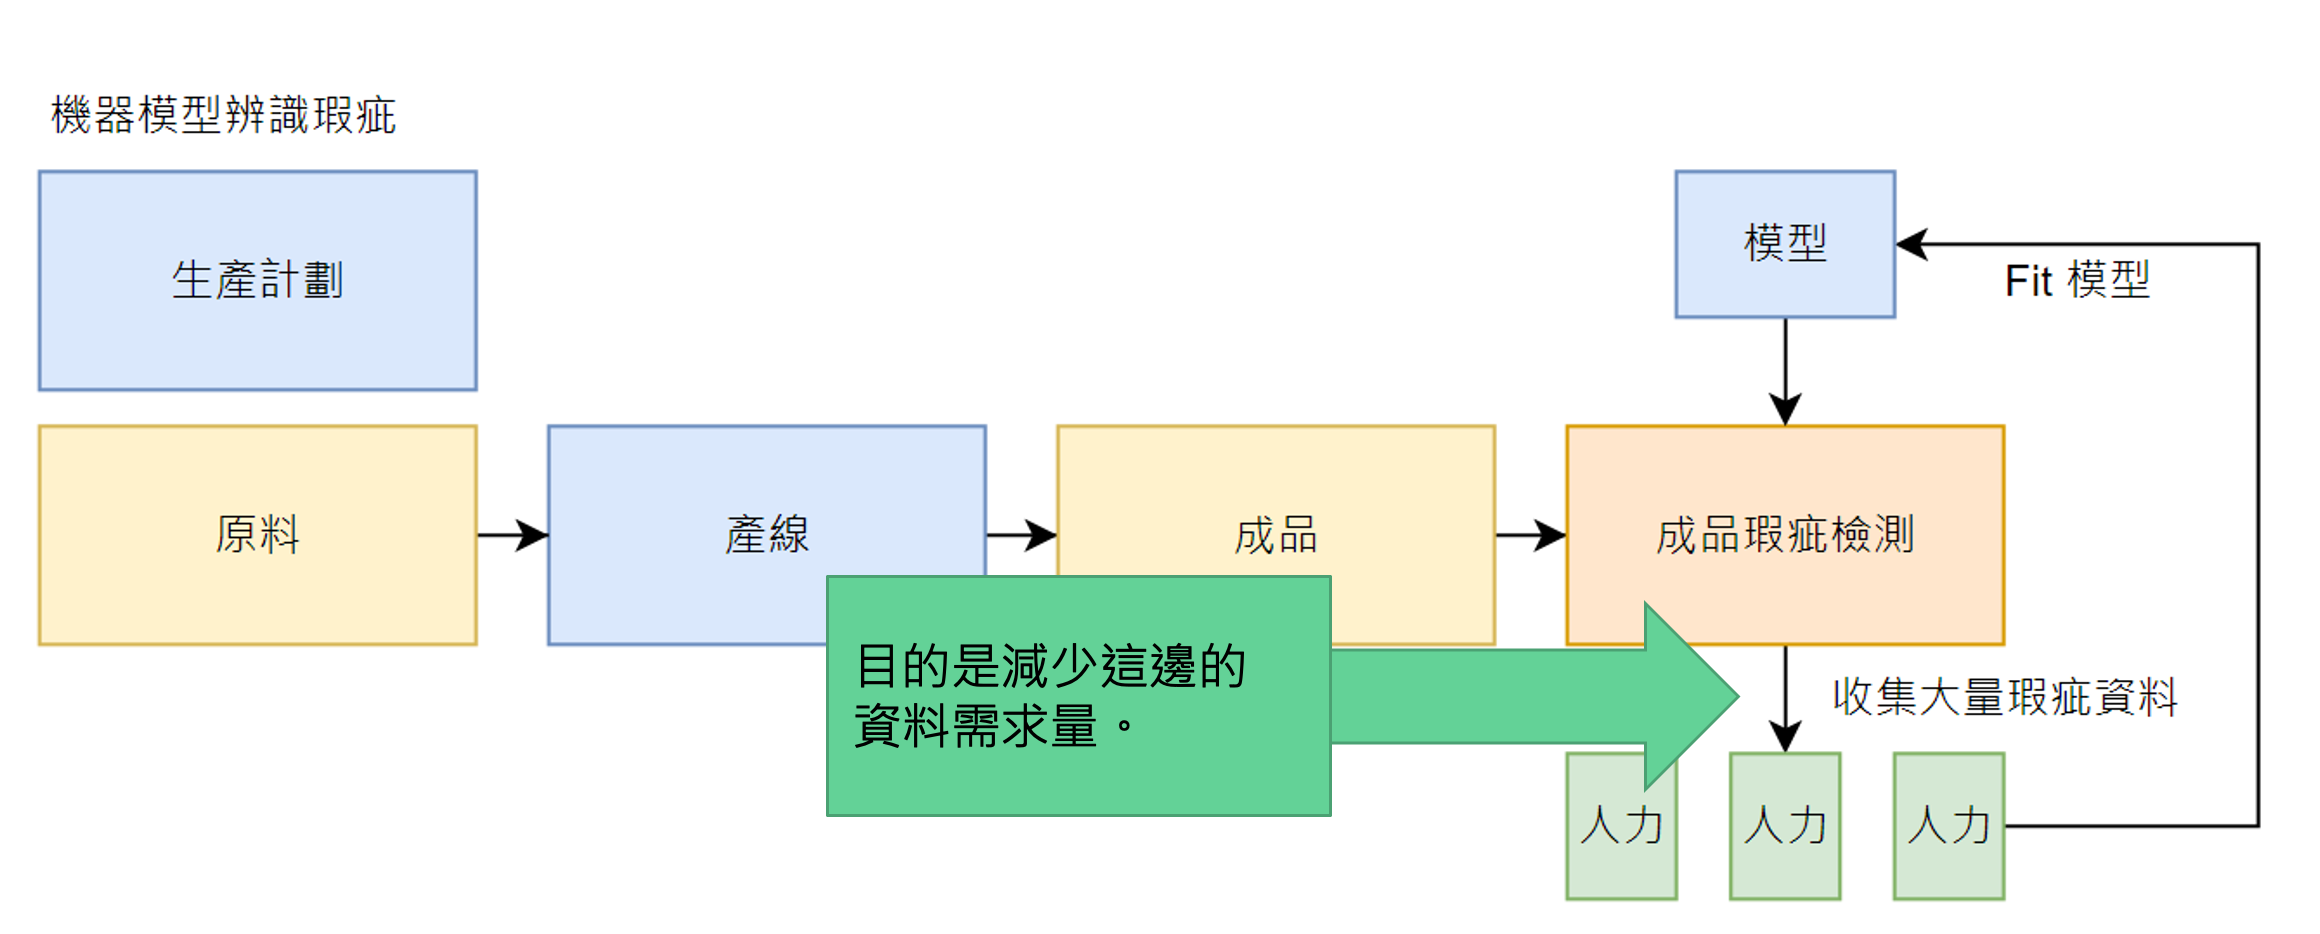 機器模型辨識瑕疵
生產計劃
模型
Fit 模型
原料
產線
成品
成品瑕疵檢測
目的是減少這邊的
資料需求量。
收集大量瑕疵資料
人力
人力
人力